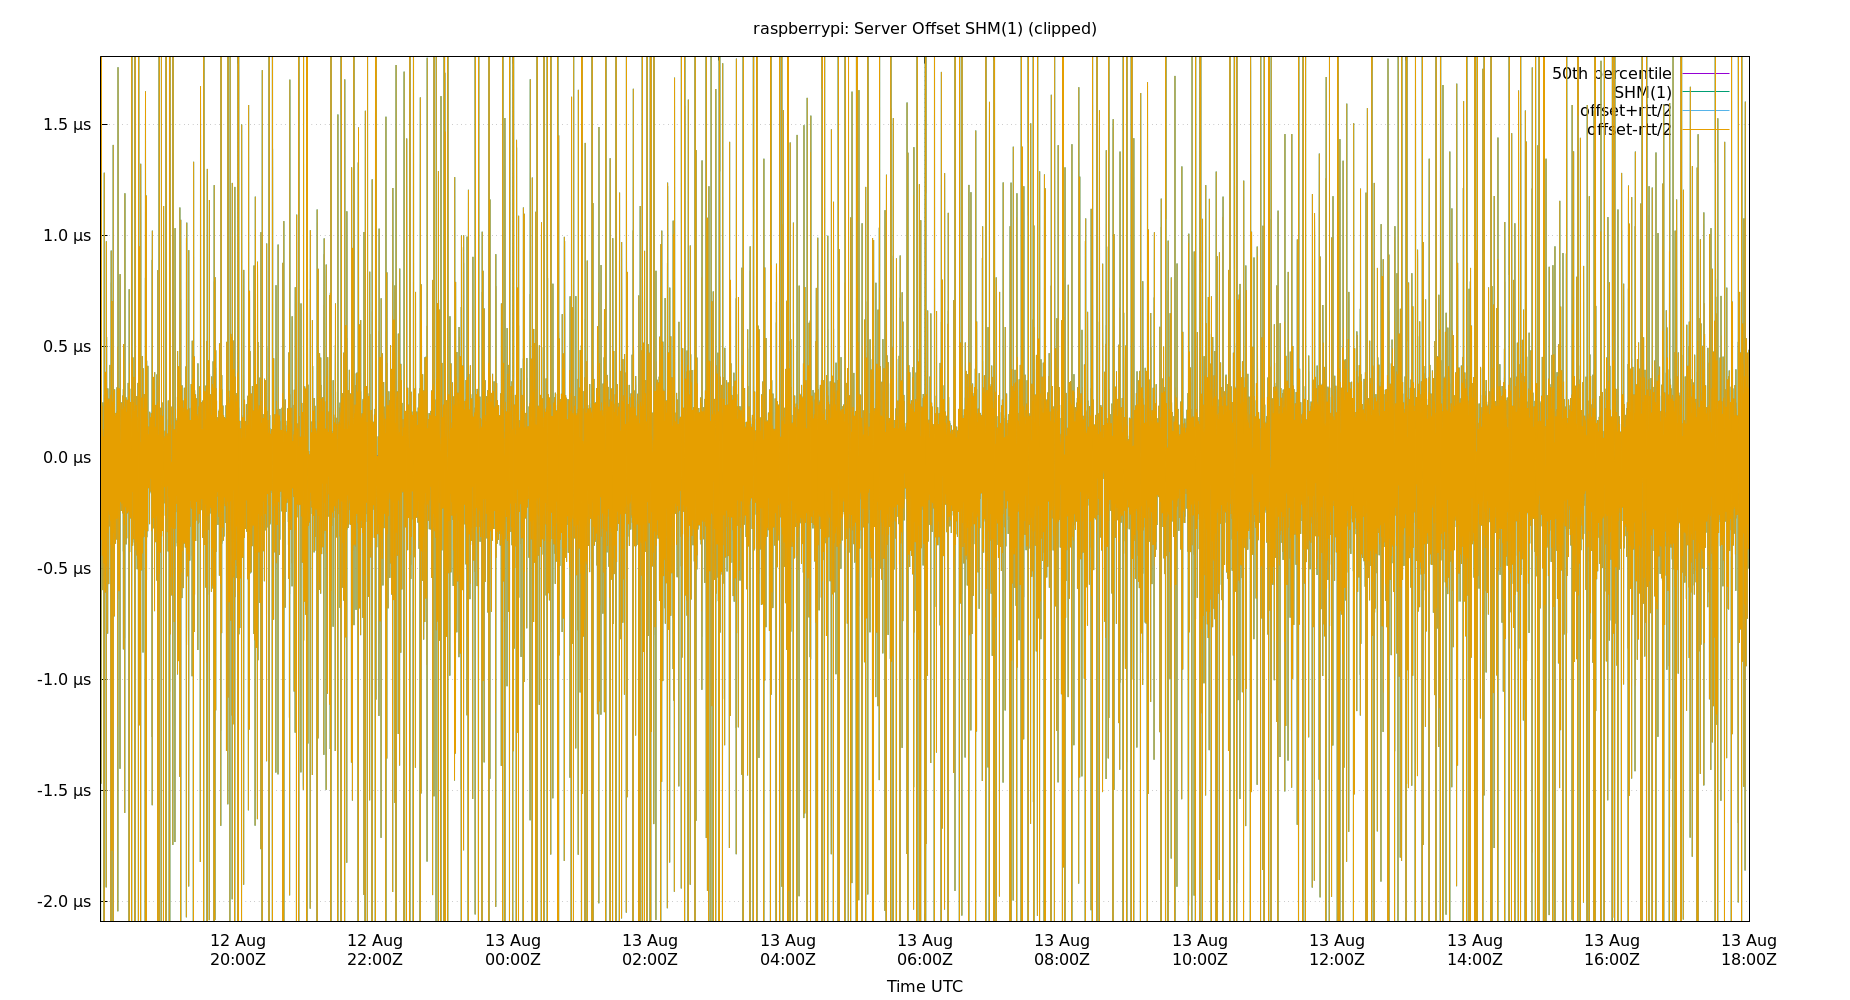 raspberrypi: Server Offset SHM(1) (clipped)
50th percentile
SHM(1)
offset+rtt/2
offset-rtt/2
1.5 µs
1.0 µs
0.5 µs
0.0 µs
-0.5 µs
-1.0 µs
-1.5 µs
-2.0 µs
12 Aug 12 Aug 13 Aug 13 Aug 13 Aug 13 Aug 13 Aug 13 Aug 13 Aug 13 Aug 13 Aug 13 Aug
20:00Z 22:00Z 00:00Z 02:00Z 04:00Z 06:00Z 08:00Z 10:00Z 12:00Z 14:00Z 16:00Z 18:00Z
Time UTC